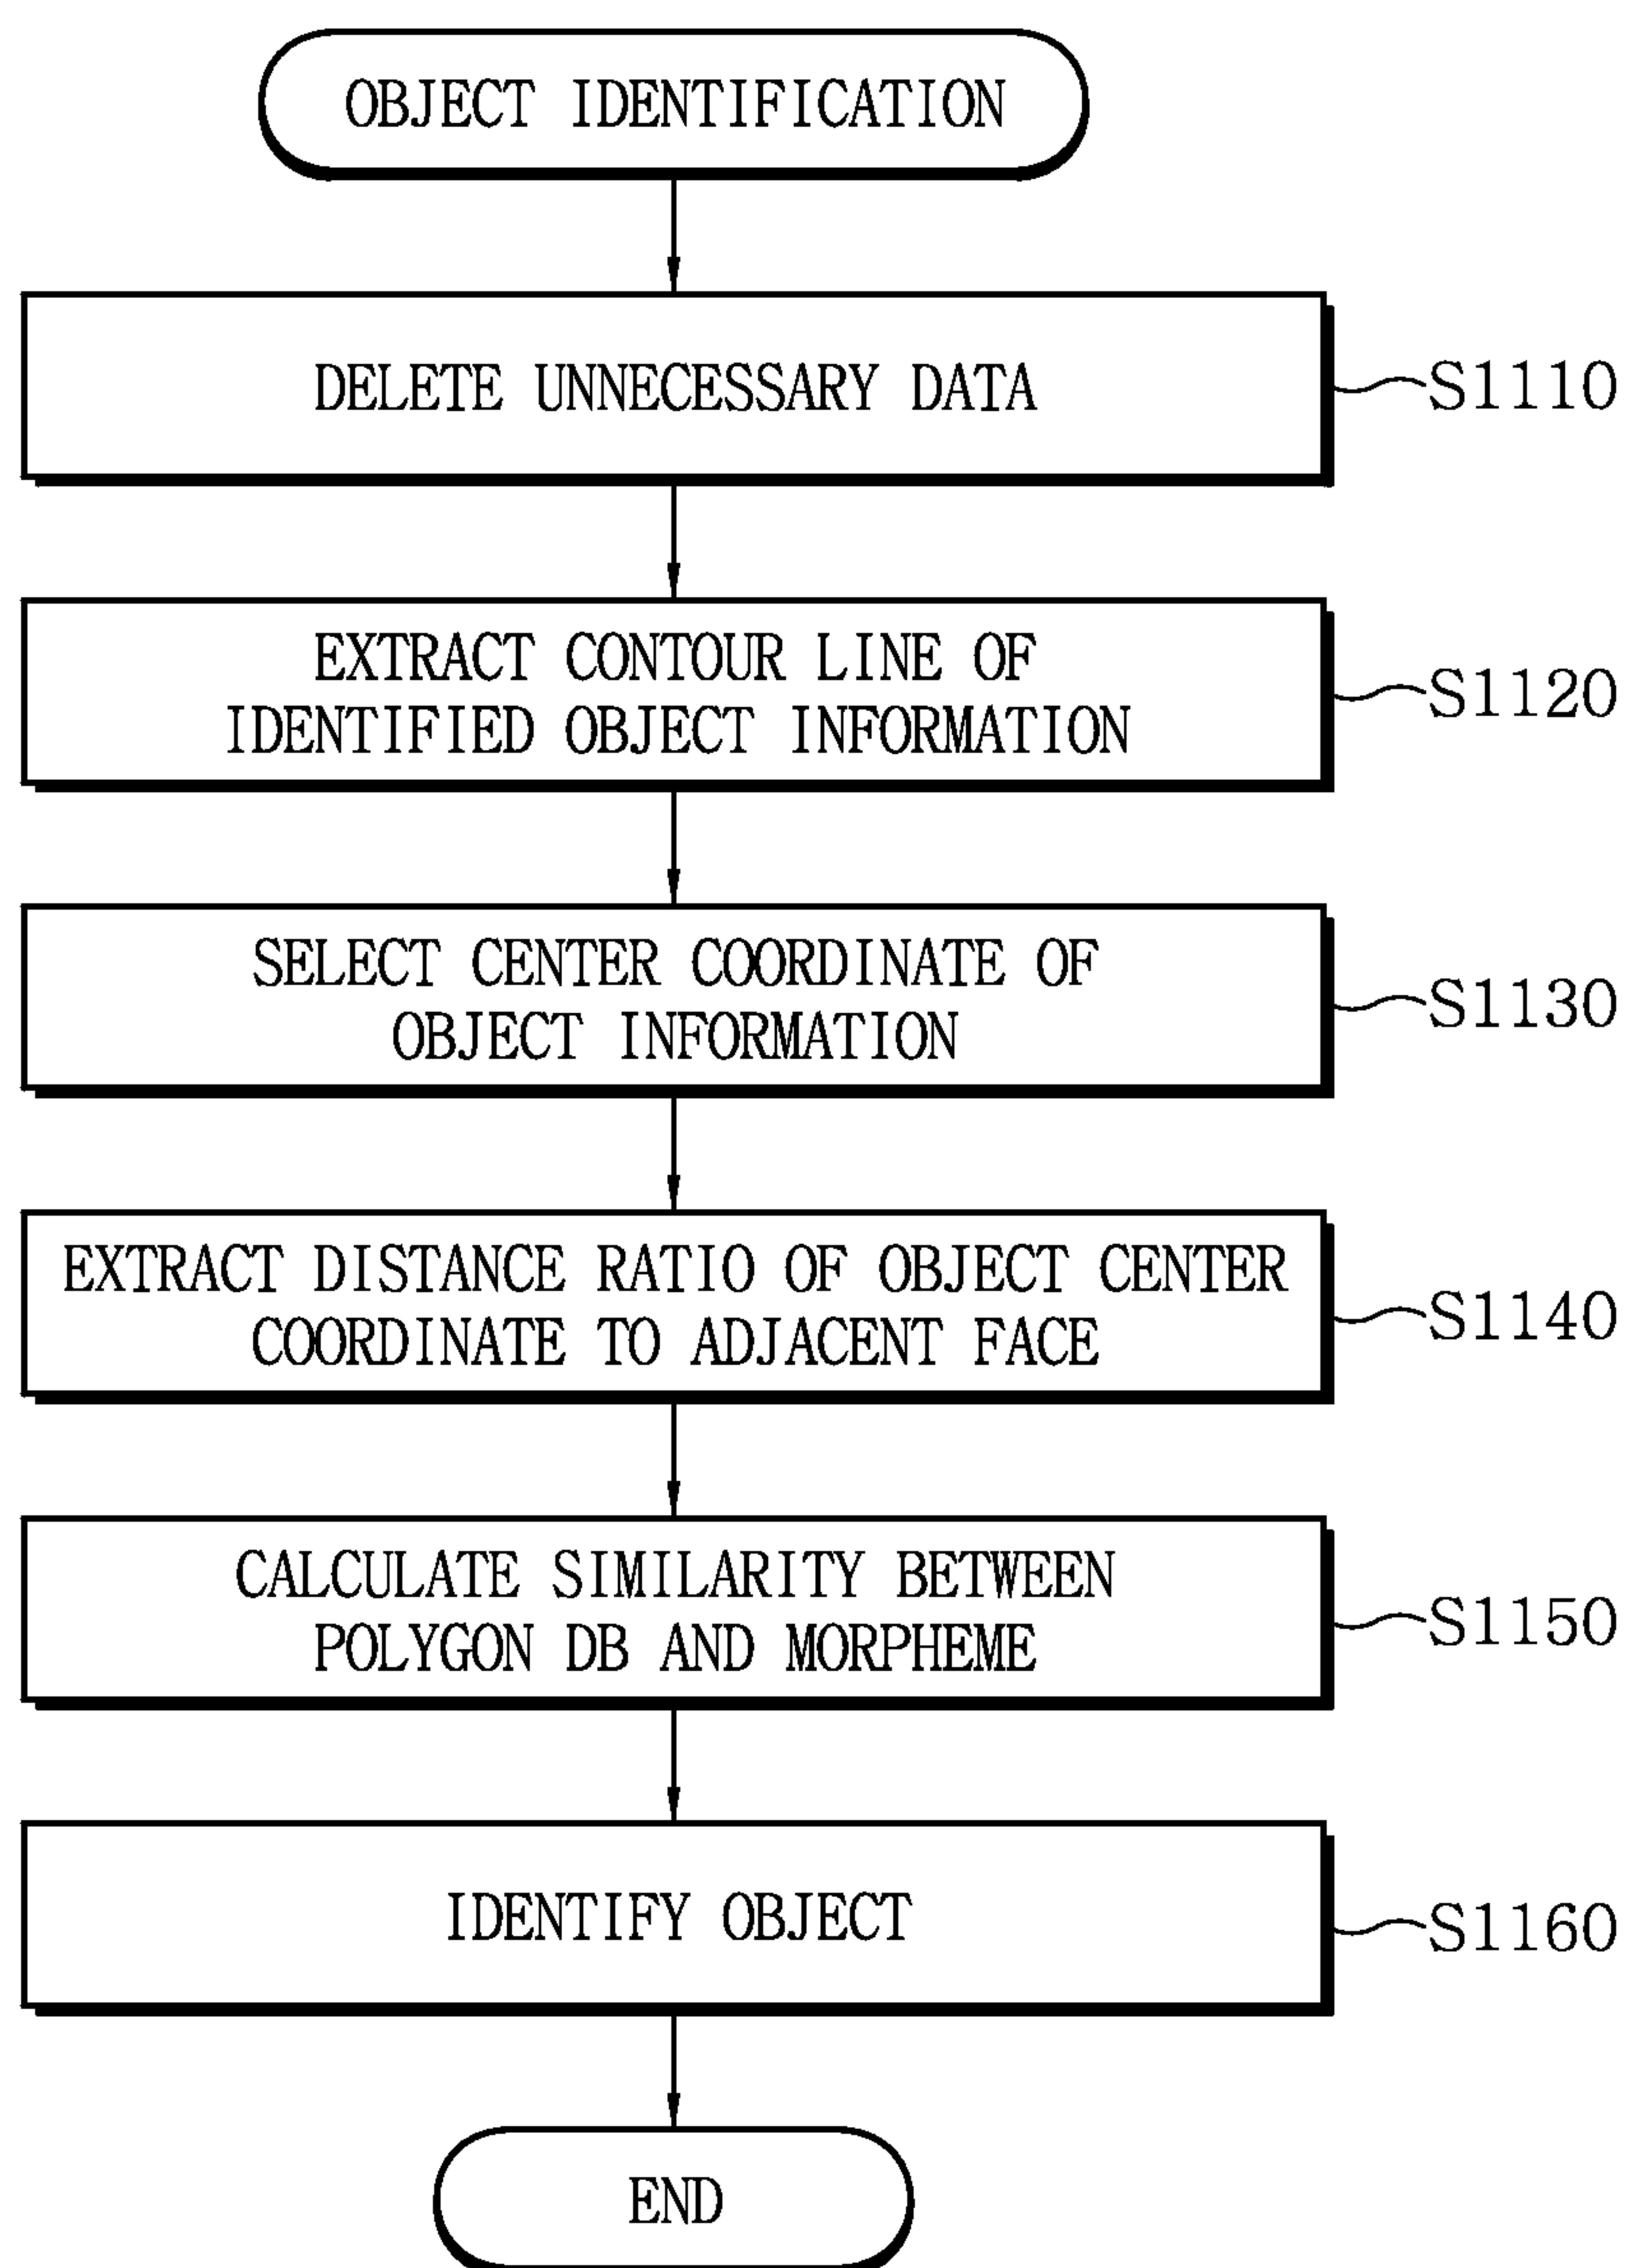 OBJECT IDENTIFICATION
DELETE UNNECESSARY DATA
S1110
EXTRACT CONTOUR LINE OF
IDENTIFIED OBJECT INFORMATION
S1120
SELECT CENTER COORDINATE OF
OBJECT INFORMATION
S1130
EXTRACT DISTANCE RATIO OF OBJECT CENTER
COORDINATE TO ADJACENT FACE
S1140
CALCULATE SIMILARITY BETWEEN
POLYGON DB AND MORPHEME
S1150
IDENTIFY OBJECT
S1160
END